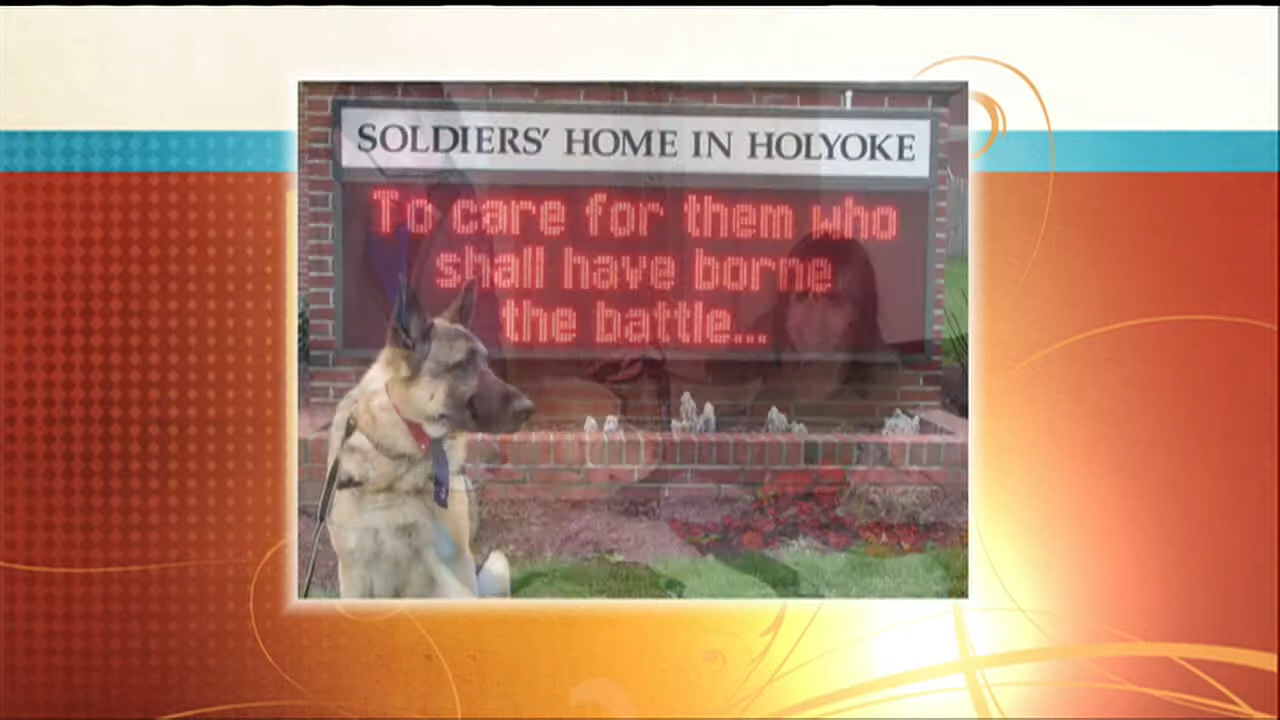 SOLDIERS' HOME IN HOLYOKE
To care for them who
shall have borne
the battle...